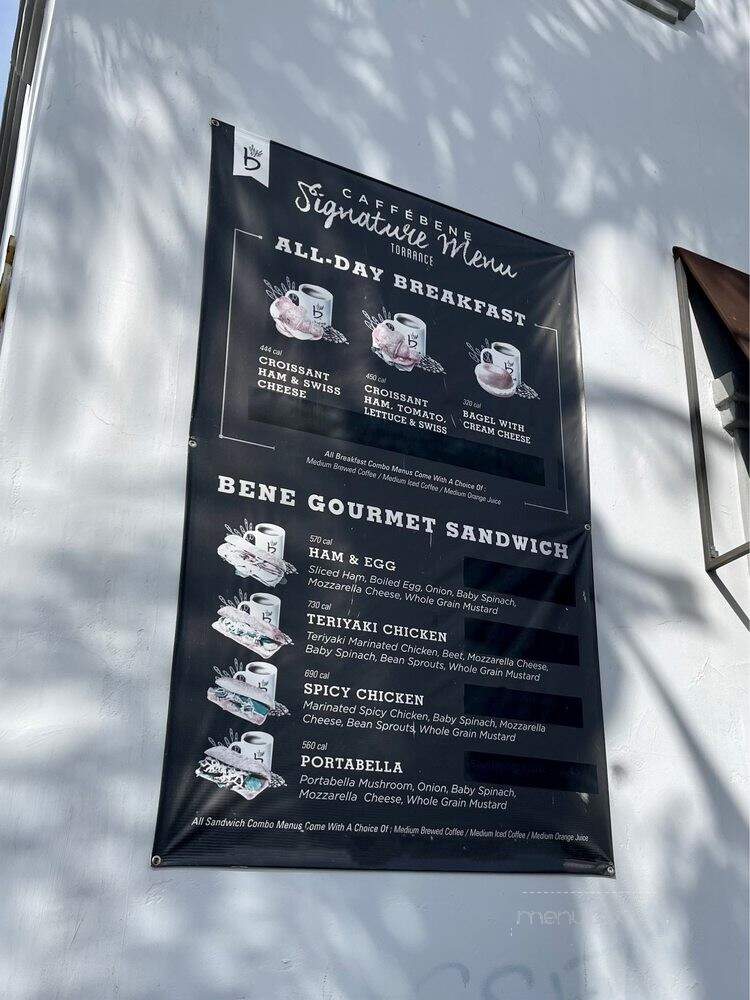 b
CAFFÉBENE
Signature Menu
TORRANCE
ALL-DAY BREAKFAST
444 cal
CROISSANT
HAM & SWISS
CHEESE
450 cal
CROISSANT
HAM, TOMATO,
LETTUCE & SWISS
320 cal
BAGEL WITH
CREAM CHEESE
All Breakfast Combo Menus Come With A Choice Of :
Medium Brewed Coffee / Medium Iced Coffee / Medium Orange Juice
BENE GOURMET SANDWICH
570 cal
HAM & EGG
Sliced Ham, Boiled Egg, Onion, Baby Spinach,
Mozzarella Cheese, Whole Grain Mustard
730 cal
TERIYAKI CHICKEN
Teriyaki Marinated Chicken, Beet, Mozzarella Cheese,
Baby Spinach, Bean Sprouts, Whole Grain Mustard
690 cal
SPICY CHICKEN
Marinated Spicy Chicken, Baby Spinach, Mozzarella
Cheese, Bean Sprouts, Whole Grain Mustard
560 cal
PORTABELLA
Portabella Mushroom, Onion, Baby Spinach,
Mozzarella Cheese, Whole Grain Mustard
All Sandwich Combo Menus Come With A Choice Of : Medium Brewed Coffee / Medium Iced Coffee / Medium Orange Juice